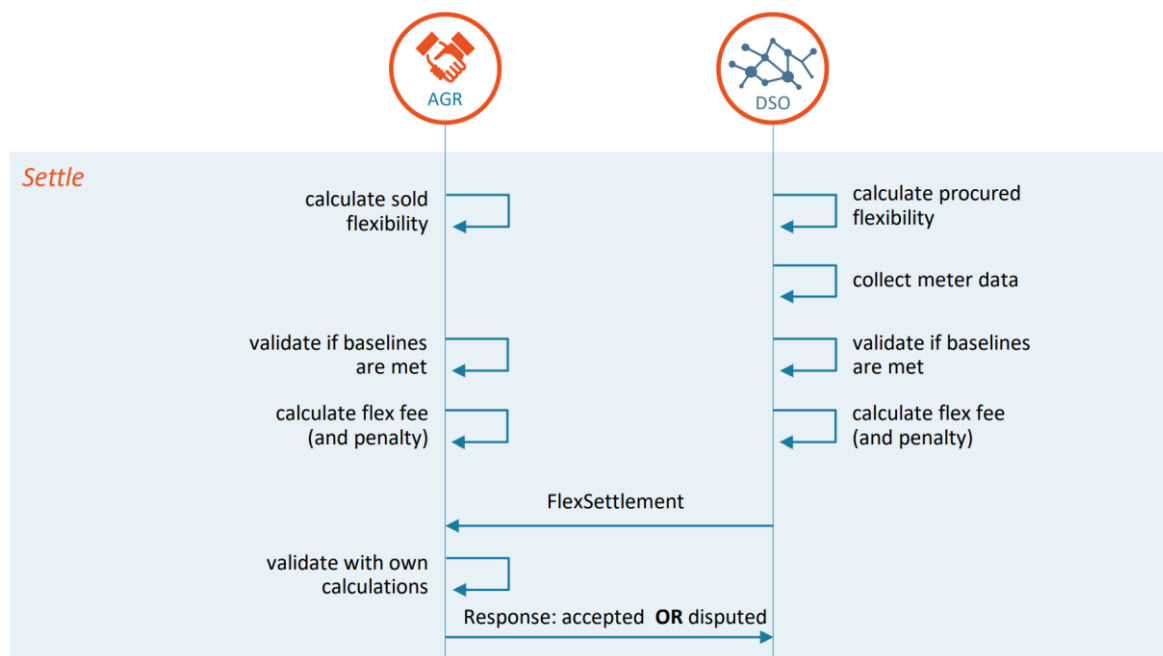 AGR
DSO
Settle
calculate sold
flexibility
calculate procured
flexibility
collect meter data
validate if baselines
are met
validate if baselines
are met
calculate flex fee
(and penalty)
calculate flex fee
(and penalty)
FlexSettlement
validate with own
calculations
Response: accepted OR disputed